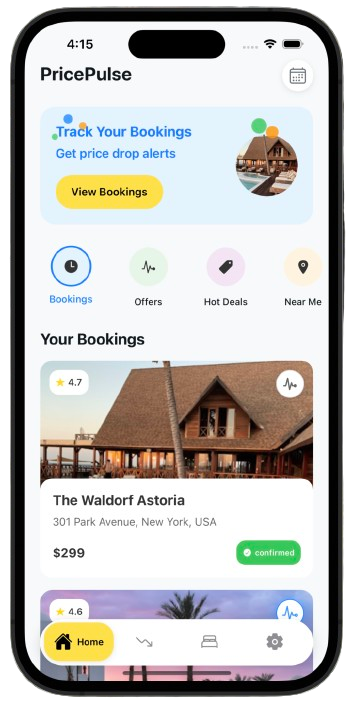 4:15
PricePulse
Track Your Bookings
Get price drop alerts
View Bookings
Bookings
Offers
Hot Deals
Near Me
Your Bookings
4.7
The Waldorf Astoria
301 Park Avenue, New York, USA
$299
confirmed
4.6
Home